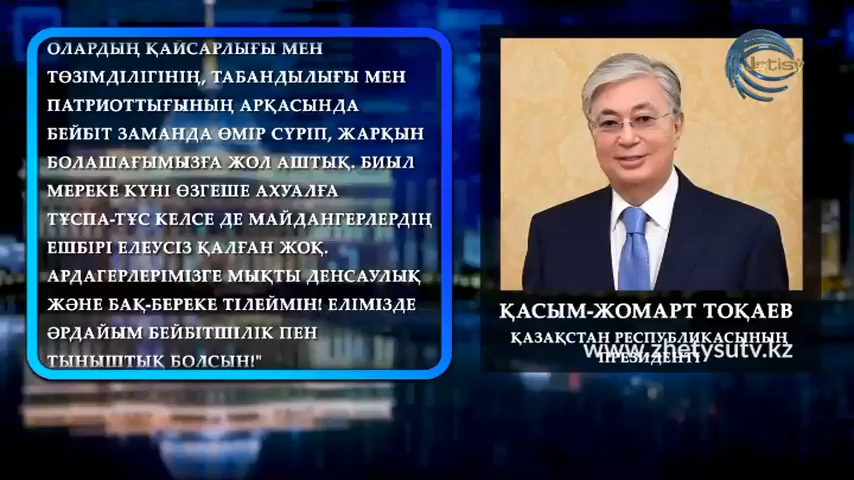 ОЛАРДЫҢ ҚАЙСАРЛЫҒЫ МЕН
ТӨЗІМДІЛІГІНІҢ, ТАБАНДЫЛЫҒЫ МЕН
ПАТРИОТТЫҒЫНЫҢ АРҚАСЫНДА
БЕЙБІТ ЗАМАНДА ӨМІР СҮРІП, ЖАРҚЫН
БОЛАШАҒЫМЫЗҒА ЖОЛ АШТЫҚ. БИЫЛ
МЕРЕКЕ КҮНІ ӨЗГЕШЕ АХУАЛҒА
ТҰСПА-ТҰС КЕЛСЕ ДЕ МАЙДАНГЕРЛЕРДІҢ
ЕШБІРІ ЕЛЕУСІЗ ҚАЛҒАН ЖОҚ.
АРДАГЕРЛЕРІМІЗГЕ МЫҚТЫ ДЕНСАУЛЫҚ
ЖӘНЕ БАҚ-БЕРЕКЕ ТІЛЕЙМІН! ЕЛІМІЗДЕ
ӘРДАЙЫМ БЕЙБІТШІЛІК ПЕН
ТЫНЫШТЫҚ БОЛСЫН!"
ҚАСЫМ-ЖОМАРТ ТОҚАЕВ
ҚАЗАҚСТАН РЕСПУБЛИКАСЫНЫҢ
ПРЕЗИДЕНТІ
www.zhetysutv.kz